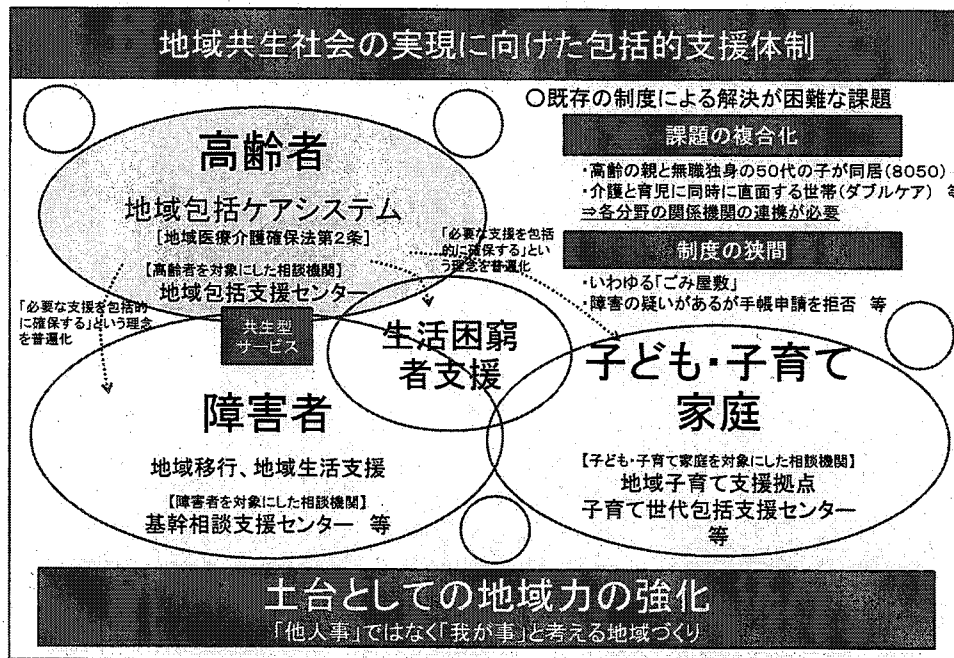 地域共生社会の実現に向けた包括的支援体制
○既存の制度による解決が困難な課題
課題の複合化
・高齢の親と無職独身の50代の子が同居(8050)
・介護と育児に同時に直面する世帯(ダブルケア) 等
⇒各分野の関係機関の連携が必要
制度の狭間
・いわゆる「ごみ屋敷」
・障害の疑いがあるが手帳申請を拒否 等
高齢者
地域包括ケアシステム
[地域医療介護確保法第2条]
【高齢者を対象にした相談機関】
地域包括支援センター
「必要な支援を包括
的に確保する」とい
う理念を普遍化
「必要な支援を包括的
に確保する」という理念
を普遍化
共生型
サービス
生活困窮
者支援
障害者
地域移行、地域生活支援
【障害者を対象にした相談機関】
基幹相談支援センター 等
子ども・子育て
家庭
【子ども・子育て家庭を対象にした相談機関】
地域子育て支援拠点
子育て世代包括支援センター
等
土台としての地域力の強化
「他人事」ではなく「我が事」と考える地域づくり